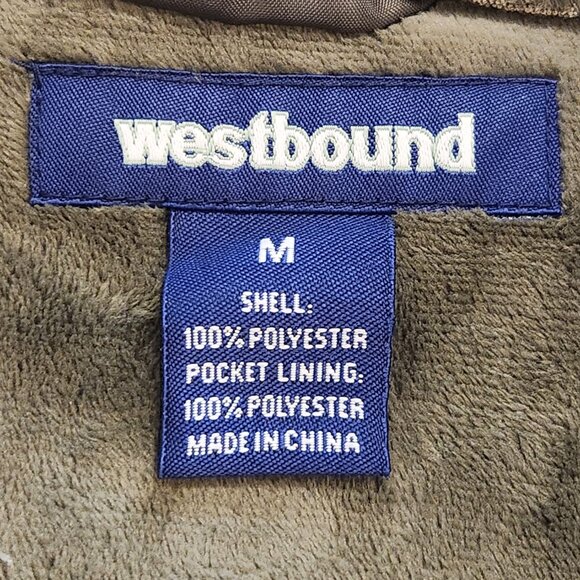 westbound
M
SHELL:
100% POLYESTER
POCKET LINING:
100% POLYESTER
MADE IN CHINA